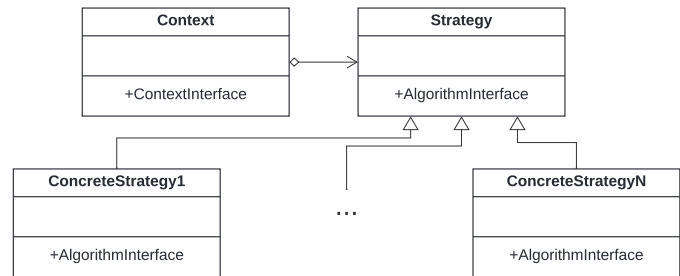 Context
Strategy
+ContextInterface
+AlgorithmInterface
ConcreteStrategy1
...
ConcreteStrategyN
+AlgorithmInterface
+AlgorithmInterface